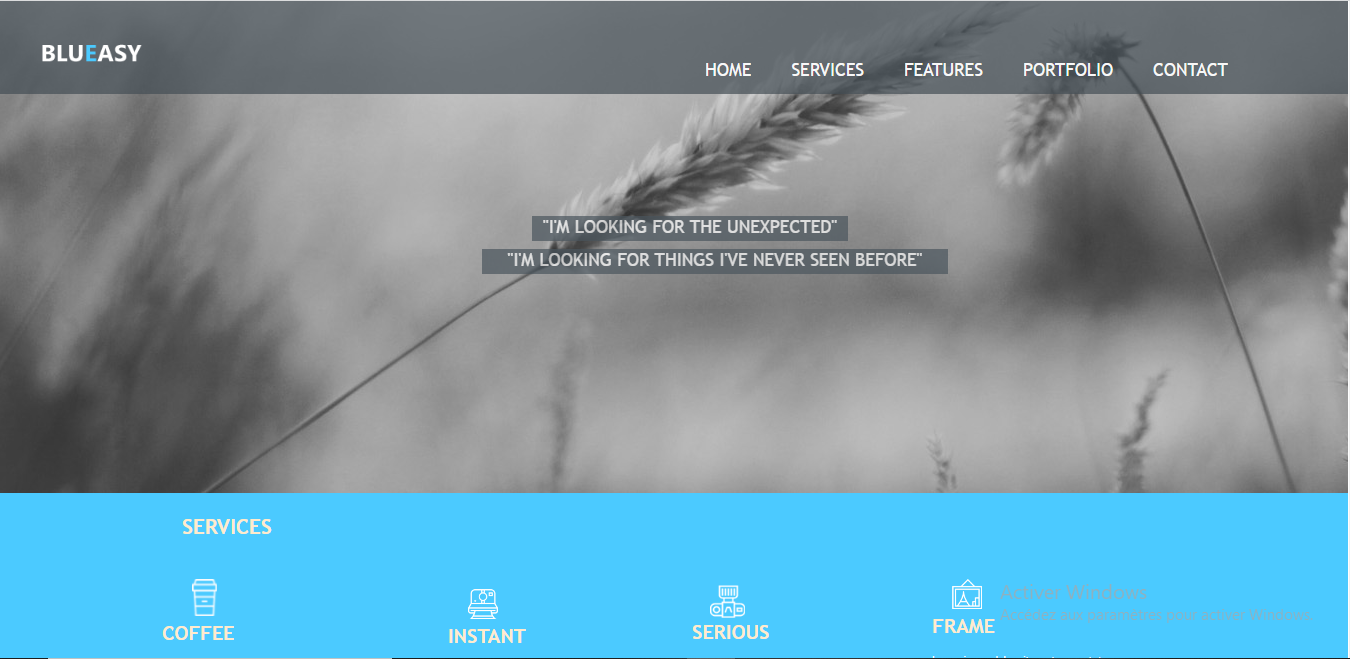 BLUEASY
HOME SERVICES FEATURES PORTFOLIO CONTACT
"I'M LOOKING FOR THE UNEXPECTED"
"I'M LOOKING FOR THINGS I'VE NEVER SEEN BEFORE"
SERVICES
COFFEE INSTANT SERIOUS FRAME
Activer Windows
Accédez aux paramètres pour activer Windows.